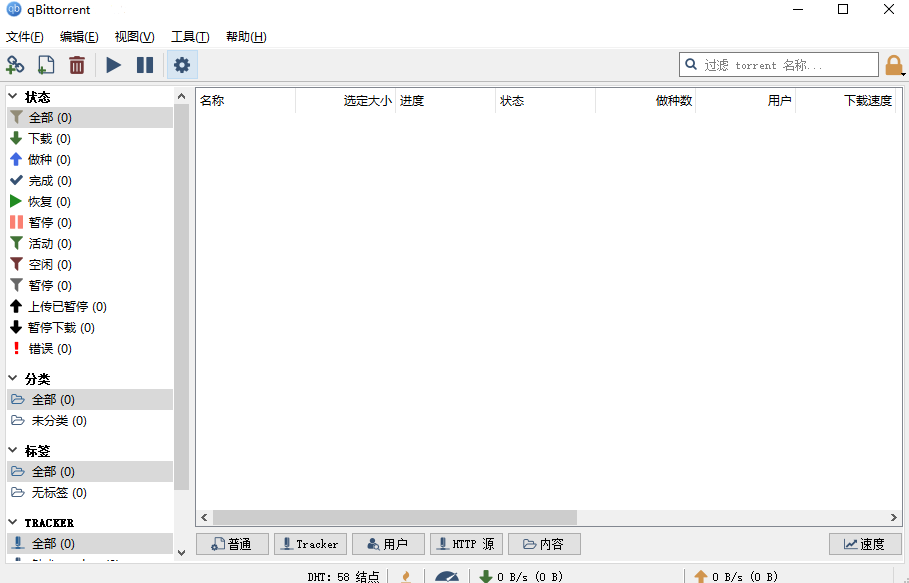 qBittorrent
文件(F) 编辑(E) 视图(V) 工具(T) 帮助(H)
过滤 torrent 名称...
状态
全部 (0)
下载 (0)
做种 (0)
完成 (0)
恢复 (0)
暂停 (0)
活动 (0)
空闲 (0)
暂停 (0)
上传已暂停 (0)
暂停下载 (0)
错误 (0)
分类
全部 (0)
未分类 (0)
标签
全部 (0)
无标签 (0)
TRACKER
全部 (0)
名称 选定大小 进度 状态 做种数 用户 下载速度
普通 Tracker 用户 HTTP 源 内容 速度
DHT: 58 结点 0 B/s (0 B) 0 B/s (0 B)